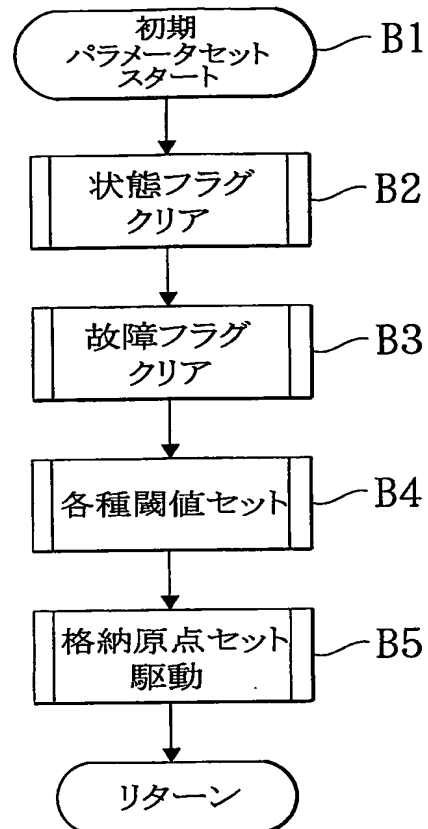 初期
パラメータセット
スタート
B1
状態フラグ
クリア
B2
故障フラグ
クリア
B3
各種閾値セット
B4
格納原点セット
駆動
B5
リターン